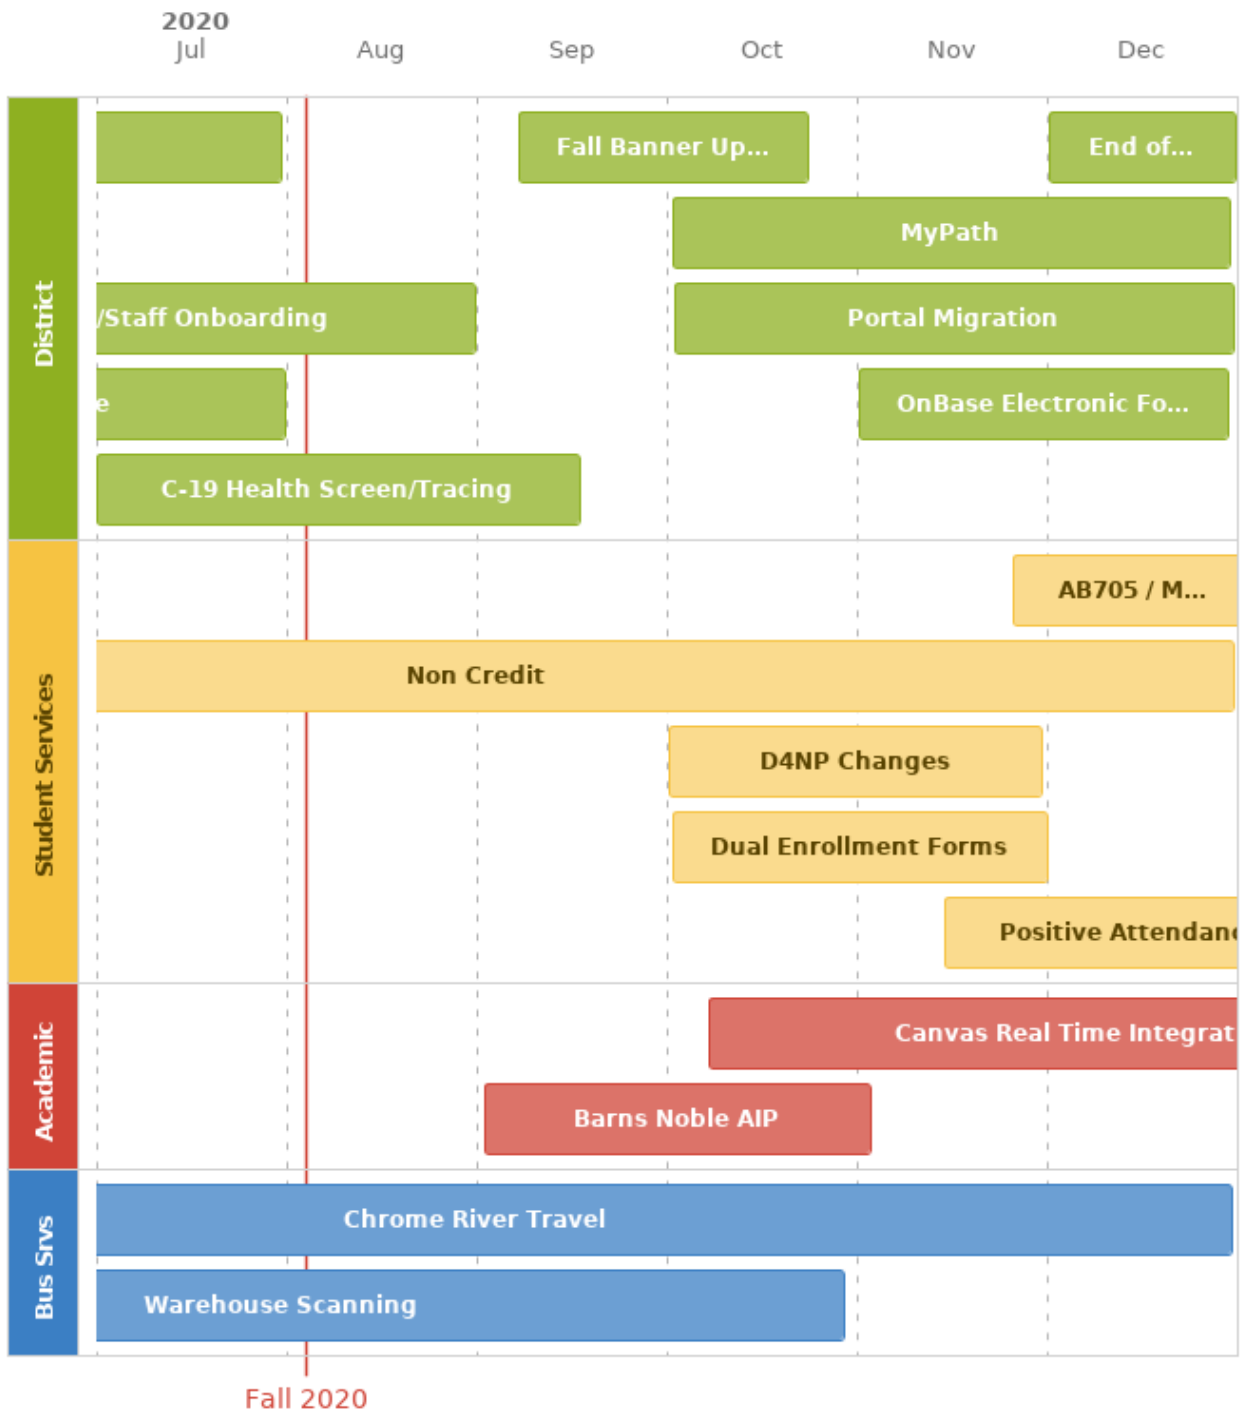 2020
Jul Aug Sep Oct Nov Dec
District
Fall Banner Up... End of...
MyPath
/Staff Onboarding Portal Migration
e OnBase Electronic Fo...
C-19 Health Screen/Tracing
Student Services
AB705 / M...
Non Credit
D4NP Changes
Dual Enrollment Forms
Positive Attendanc
Academic
Canvas Real Time Integrat
Barns Noble AIP
Bus Srvs
Chrome River Travel
Warehouse Scanning
Fall 2020